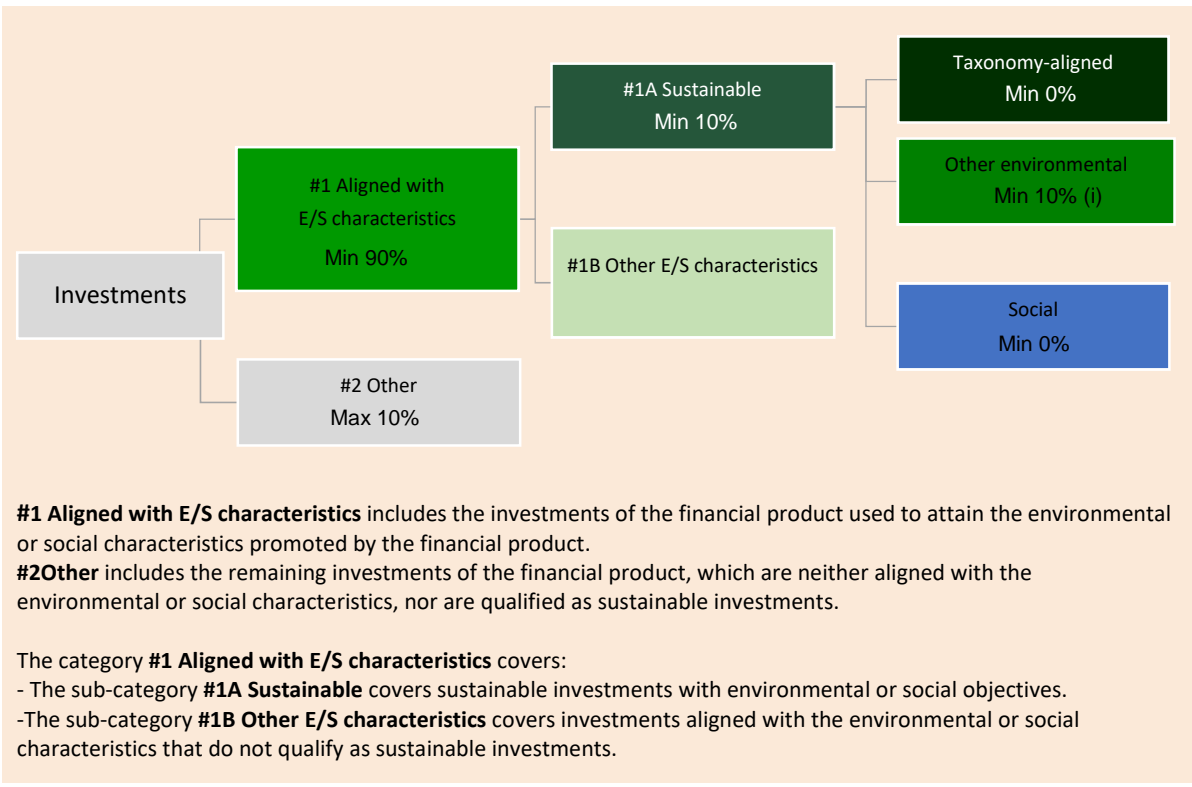 Investments
#1 Aligned with
E/S characteristics
Min 90%
#2 Other
Max 10%
#1A Sustainable
Min 10%
#1B Other E/S characteristics
Taxonomy-aligned
Min 0%
Other environmental
Min 10% (i)
Social
Min 0%
#1 Aligned with E/S characteristics includes the investments of the financial product used to attain the environmental
or social characteristics promoted by the financial product.
#2Other includes the remaining investments of the financial product, which are neither aligned with the
environmental or social characteristics, nor are qualified as sustainable investments.
The category #1 Aligned with E/S characteristics covers:
- The sub-category #1A Sustainable covers sustainable investments with environmental or social objectives.
-The sub-category #1B Other E/S characteristics covers investments aligned with the environmental or social
characteristics that do not qualify as sustainable investments.